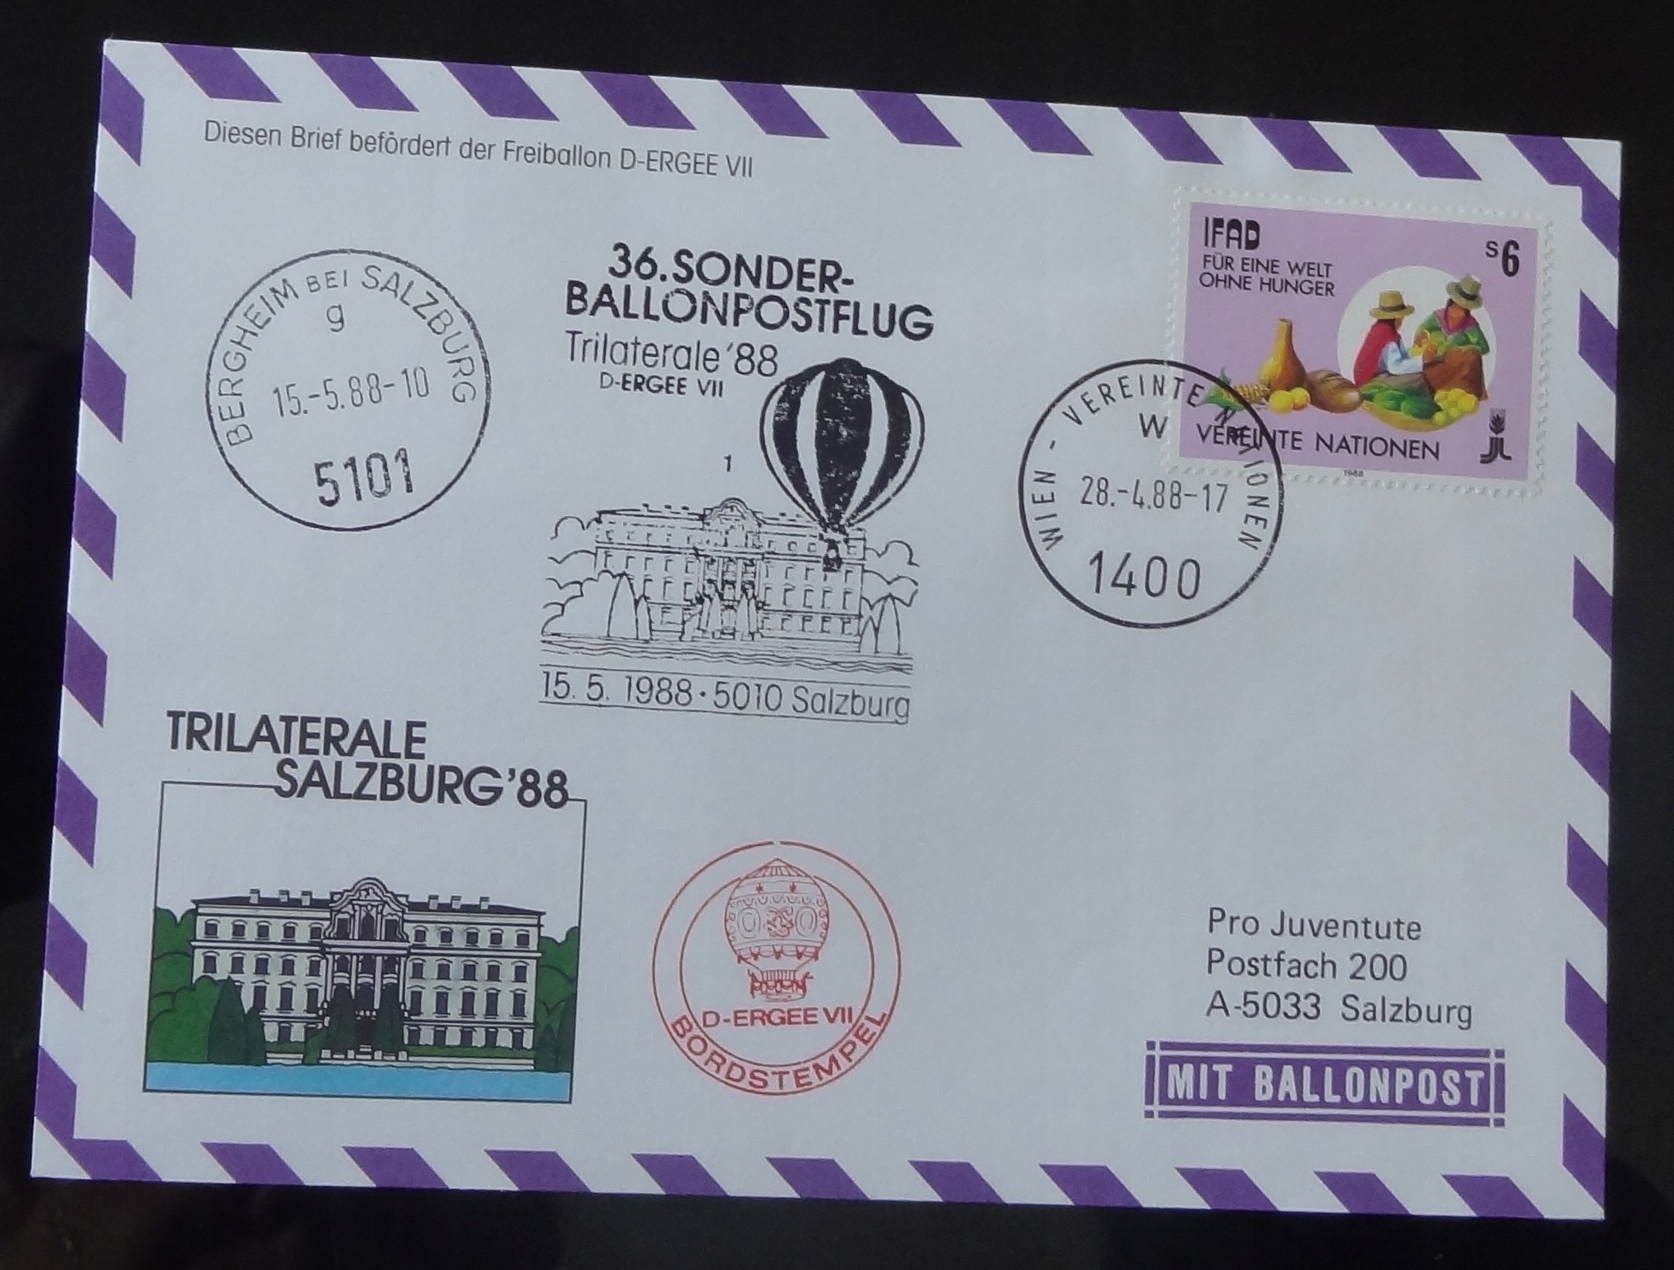 Diesen Brief befördert der Freiballon D-ERGEE VII
IFAD
FÜR EINE WELT
OHNE HUNGER
s6
VEREINTE NATIONEN
1988
WIEN - VEREINTE NATIONEN
W
28.-4.88-17
1400
BERGHEIM BEI SALZBURG
g
15.-5.88-10
5101
36.SONDER-
BALLONPOSTFLUG
Trilaterale '88
D-ERGEE VII
1
15. 5. 1988 · 5010 Salzburg
TRILATERALE
SALZBURG'88
D-ERGEE VII
BORDSTEMPEL
Pro Juventute
Postfach 200
A-5033 Salzburg
MIT BALLONPOST